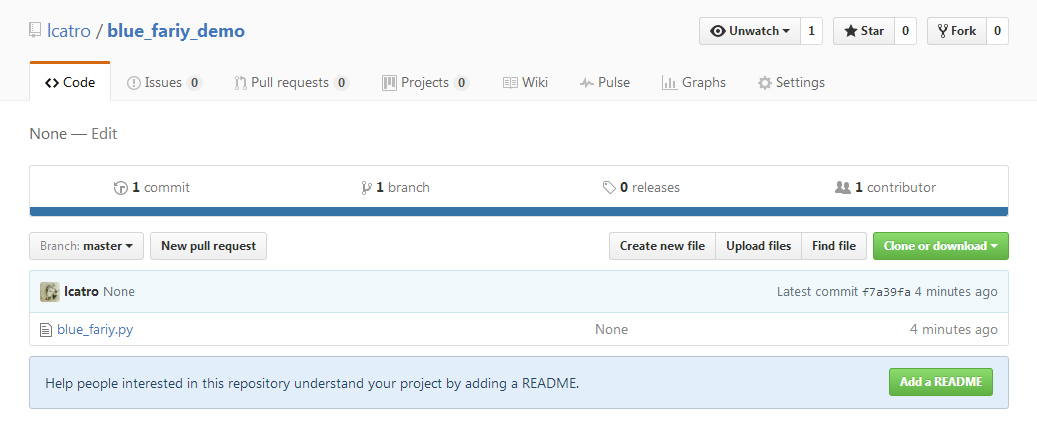 lcatro / blue_fariy_demo
Unwatch 1 Star 0 Fork 0
Code Issues 0 Pull requests 0 Projects 0 Wiki Pulse Graphs Settings
None — Edit
1 commit 1 branch 0 releases 1 contributor
Branch: master New pull request Create new file Upload files Find file Clone or download
lcatro None Latest commit f7a39fa 4 minutes ago
blue_fariy.py None 4 minutes ago
Help people interested in this repository understand your project by adding a README. Add a README